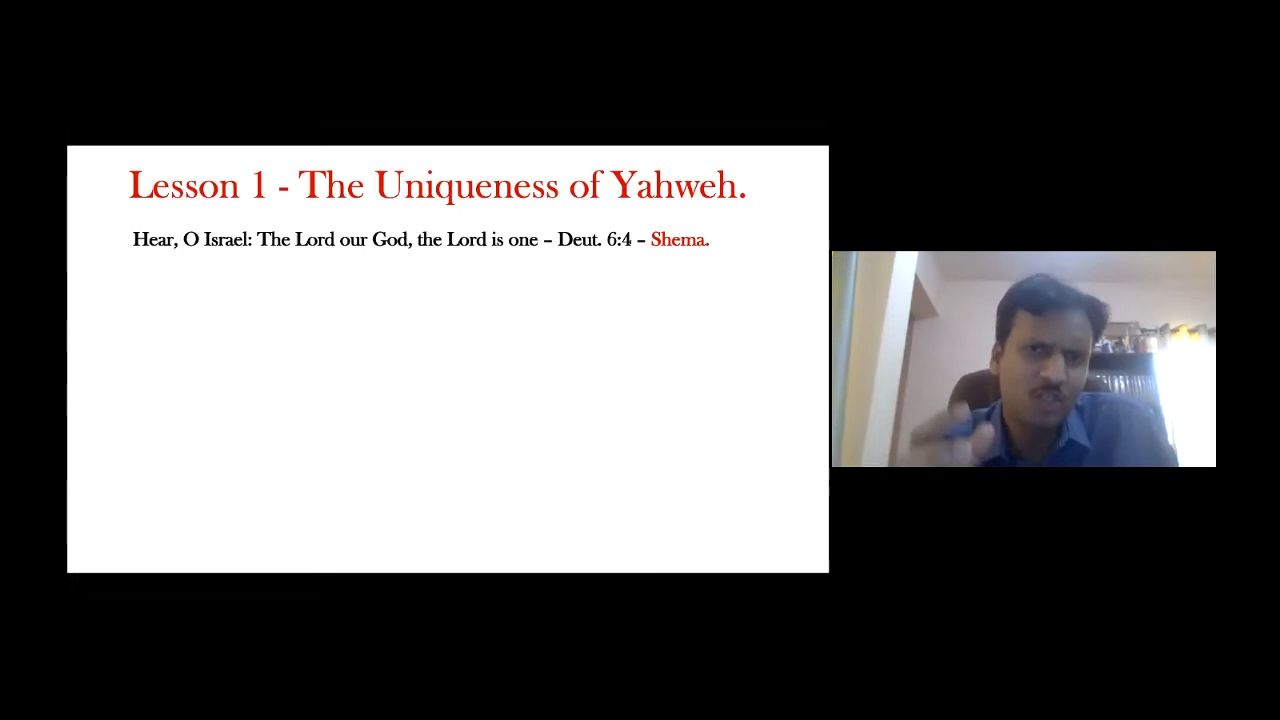 Lesson 1 - The Uniqueness of Yahweh.
Hear, O Israel: The Lord our God, the Lord is one – Deut. 6:4 – Shema.